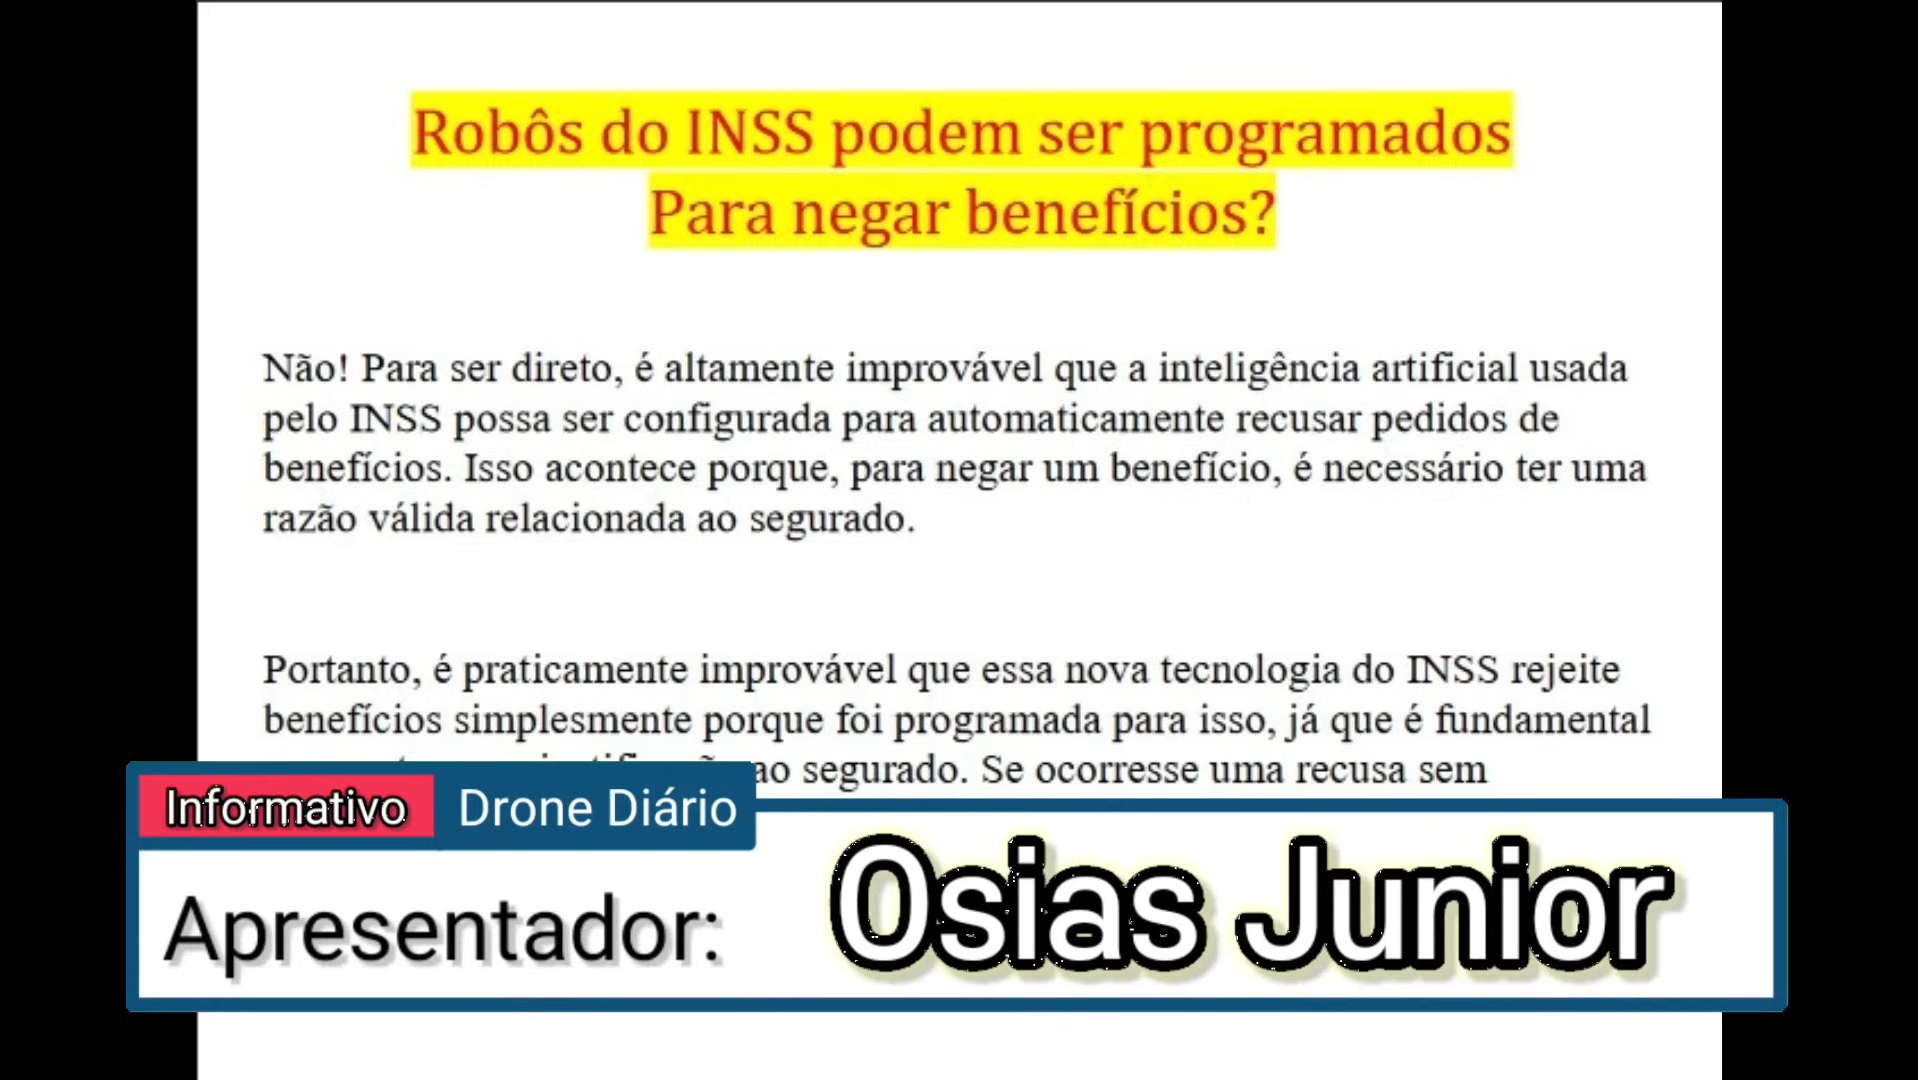 Robôs do INSS podem ser programados
Para negar benefícios?
Não! Para ser direto, é altamente improvável que a inteligência artificial usada
pelo INSS possa ser configurada para automaticamente recusar pedidos de
benefícios. Isso acontece porque, para negar um benefício, é necessário ter uma
razão válida relacionada ao segurado.
Portanto, é praticamente improvável que essa nova tecnologia do INSS rejeite
benefícios simplesmente porque foi programada para isso, já que é fundamental
ao segurado. Se ocorresse uma recusa sem
Informativo Drone Diário
Apresentador: Osias Junior